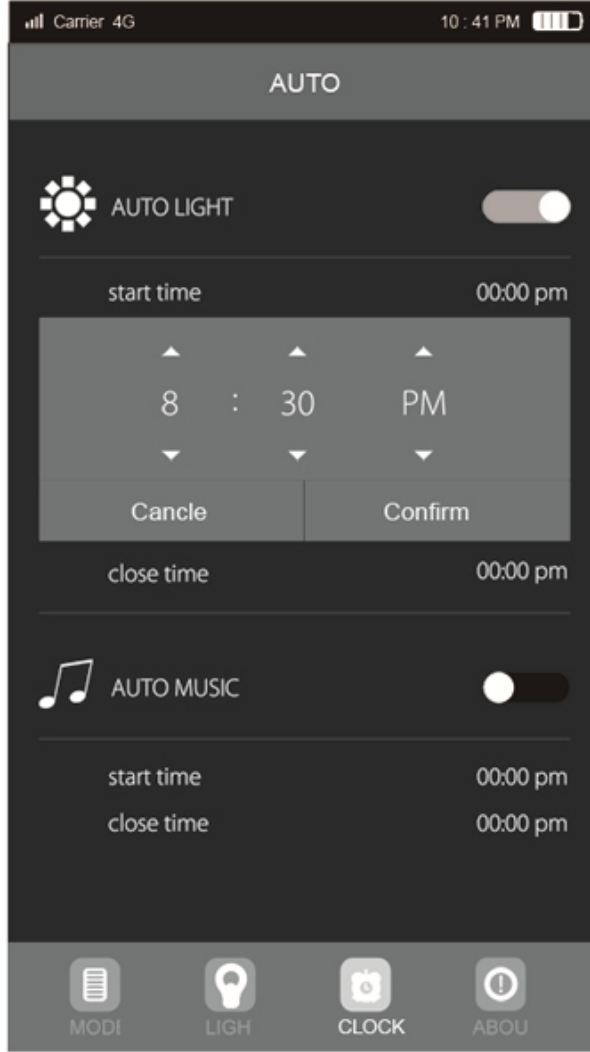 Carrier 4G 10 : 41 PM
AUTO
AUTO LIGHT
start time 00:00 pm
8 : 30 PM
Cancle Confirm
close time 00:00 pm
AUTO MUSIC
start time 00:00 pm
close time 00:00 pm
MODI LIGH CLOCK ABOU